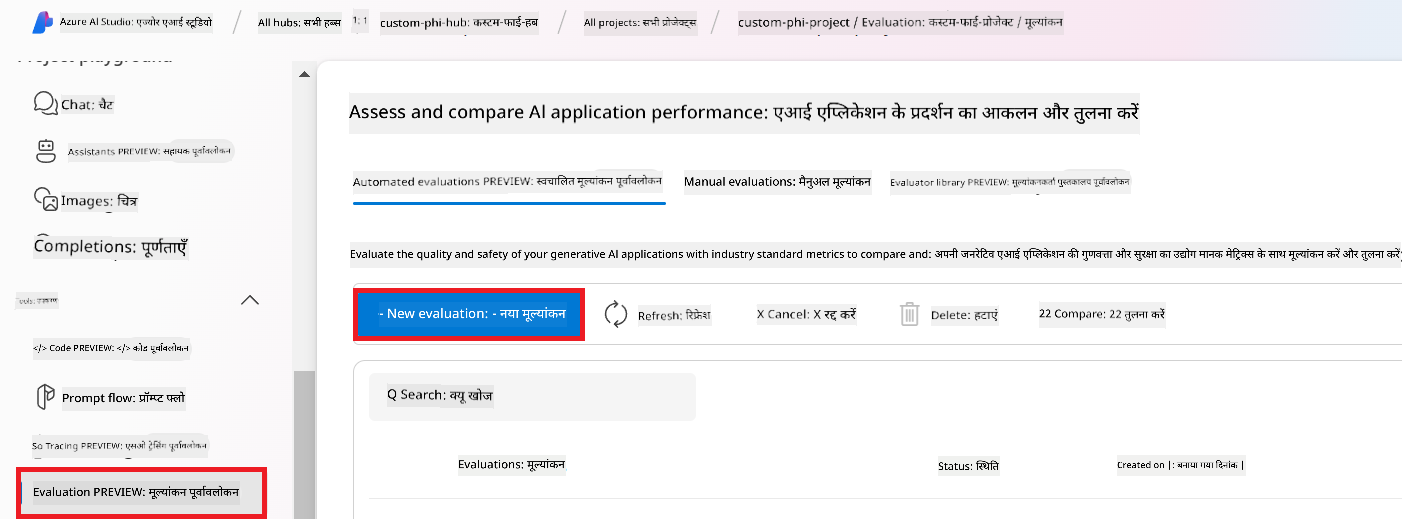 Azure AI Studio: एज्योर एआई स्टूडियो / All hubs: सभी हब्स 1: 1 custom-phi-hub: कस्टम-फाई-हब / All projects: सभी प्रोजेक्ट्स / custom-phi-project / Evaluation: कस्टम-फाई-प्रोजेक्ट / मूल्यांकन
Project playground
Chat: चैट
Assistants PREVIEW: सहायक पूर्वावलोकन
Images: चित्र
Completions: पूर्णताएँ
Tools: उपकरण
</> Code PREVIEW: </> कोड पूर्वावलोकन
Prompt flow: प्रॉम्प्ट फ्लो
So Tracing PREVIEW: एसओ ट्रेसिंग पूर्वावलोकन
Evaluation PREVIEW: मूल्यांकन पूर्वावलोकन
Assess and compare AI application performance: एआई एप्लिकेशन के प्रदर्शन का आकलन और तुलना करें
Automated evaluations PREVIEW: स्वचालित मूल्यांकन पूर्वावलोकन Manual evaluations: मैनुअल मूल्यांकन Evaluator library PREVIEW: मूल्यांकनकर्ता पुस्तकालय पूर्वावलोकन
Evaluate the quality and safety of your generative AI applications with industry standard metrics to compare and: अपनी जनरेटिव एआई एप्लिकेशन की गुणवत्ता और सुरक्षा का उद्योग मानक मेट्रिक्स के साथ मूल्यांकन करें और तुलना करें
- New evaluation: - नया मूल्यांकन Refresh: रिफ्रेश X Cancel: X रद्द करें Delete: हटाएं 22 Compare: 22 तुलना करें
Q Search: क्यू खोज
Evaluations: मूल्यांकन Status: स्थिति Created on |: बनाया गया दिनांक |